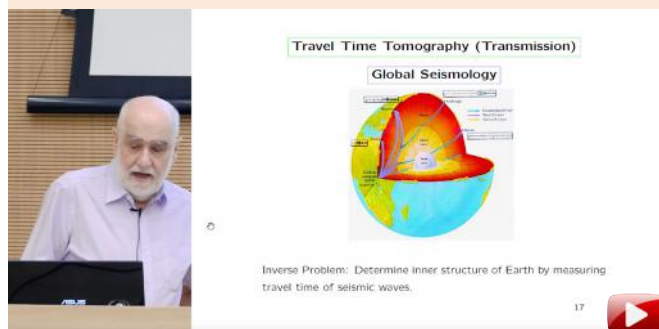 Travel Time Tomography (Transmission)
Global Seismology
Inverse Problem: Determine inner structure of Earth by measuring
travel time of seismic waves.
17
ASUS